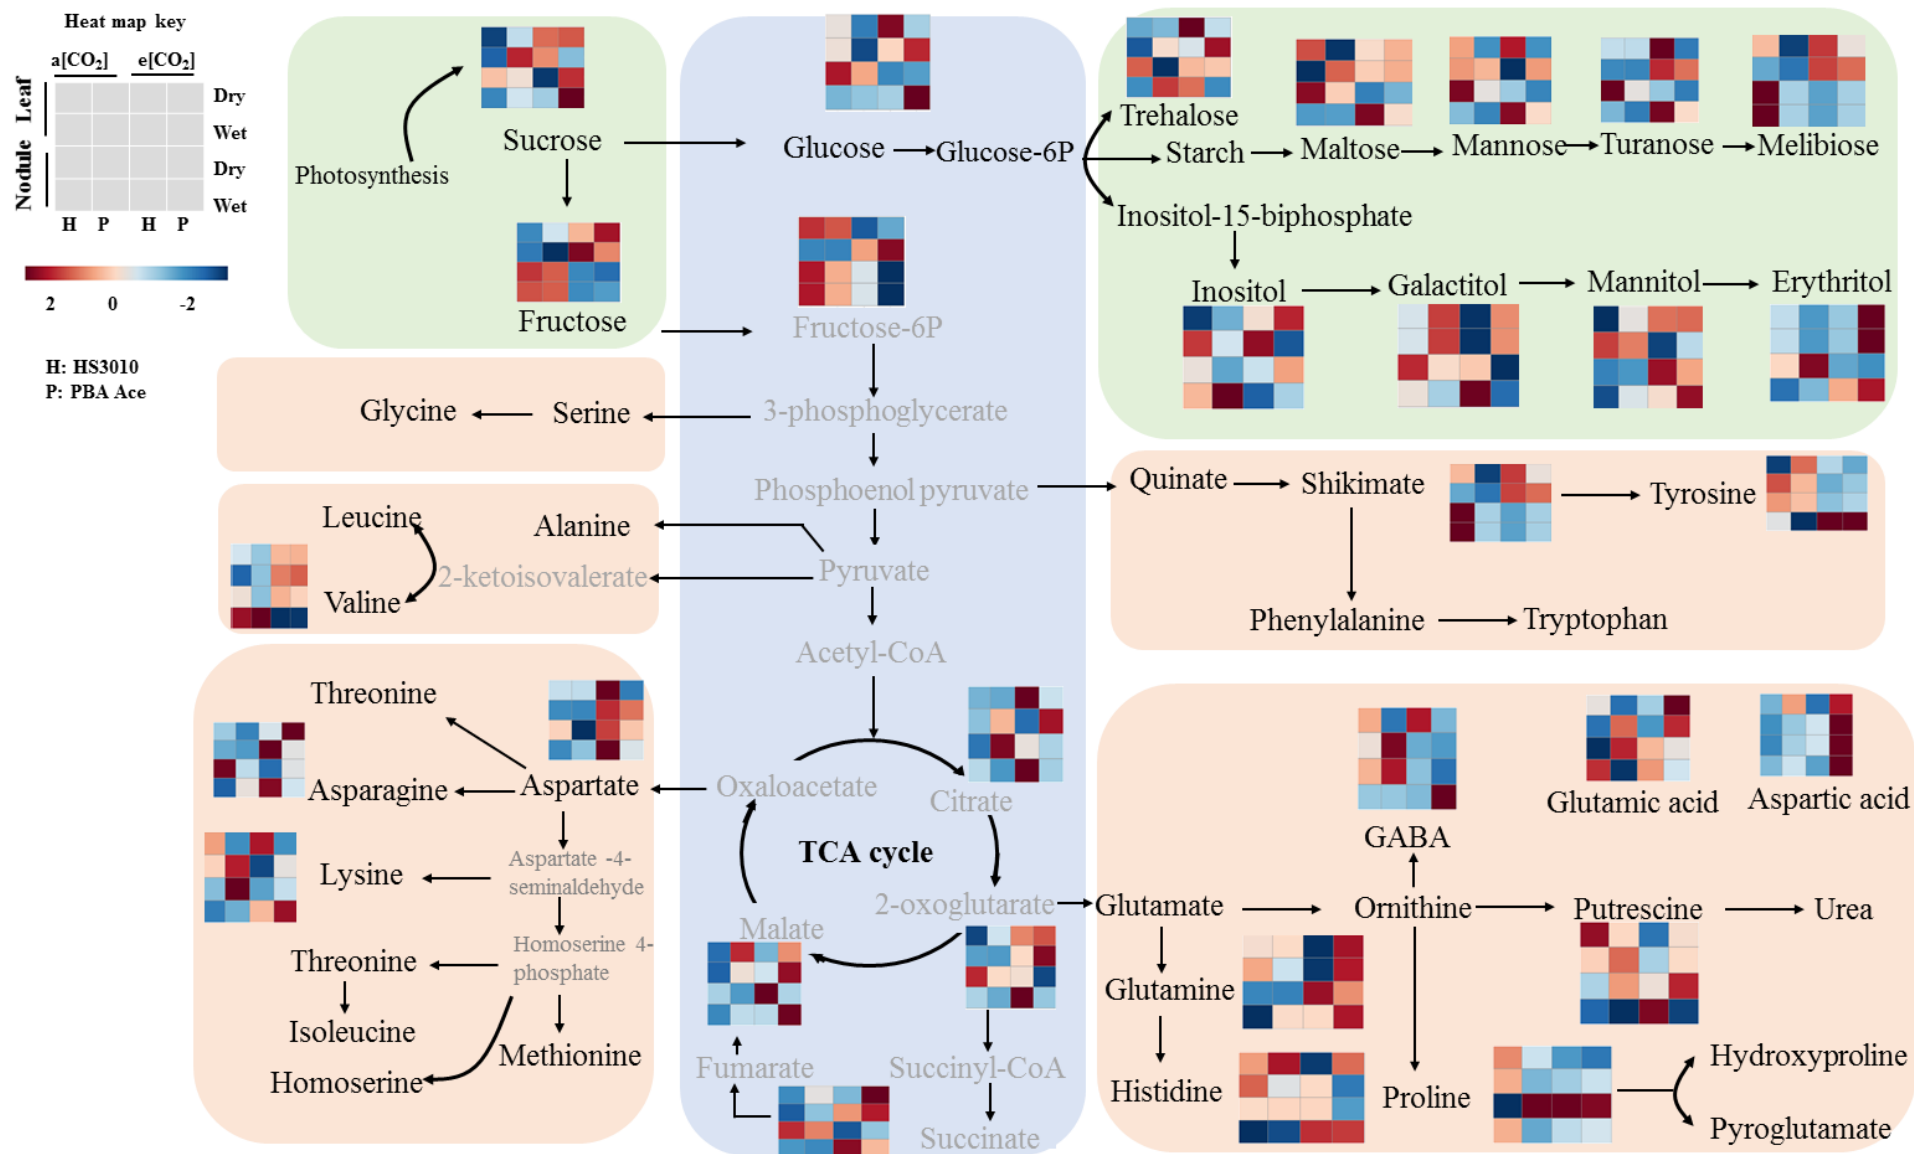 Heat map key
a[CO₂]
e[CO₂]
Leaf
Nodule
Dry
Wet
Dry
Wet
H
P
H
P
2
0
-2
H: HS3010
P: PBA Ace
Photosynthesis
Sucrose
Fructose
Glucose
Glucose-6P
Fructose-6P
3-phosphoglycerate
Phosphoenol pyruvate
Pyruvate
Acetyl-CoA
Oxaloacetate
Citrate
TCA cycle
2-oxoglutarate
Malate
Fumarate
Succinyl-CoA
Succinate
Trehalose
Starch
Maltose
Mannose
Turanose
Melibiose
Inositol-15-biphosphate
Inositol
Galactitol
Mannitol
Erythritol
Glycine
Serine
Leucine
Alanine
2-ketoisovalerate
Valine
Quinate
Shikimate
Tyrosine
Phenylalanine
Tryptophan
Threonine
Asparagine
Aspartate
Lysine
Aspartate -4-
seminaldehyde
Threonine
Homoserine 4-
phosphate
Isoleucine
Methionine
Homoserine
GABA
Glutamic acid
Aspartic acid
Glutamate
Ornithine
Putrescine
Urea
Glutamine
Histidine
Proline
Hydroxyproline
Pyroglutamate